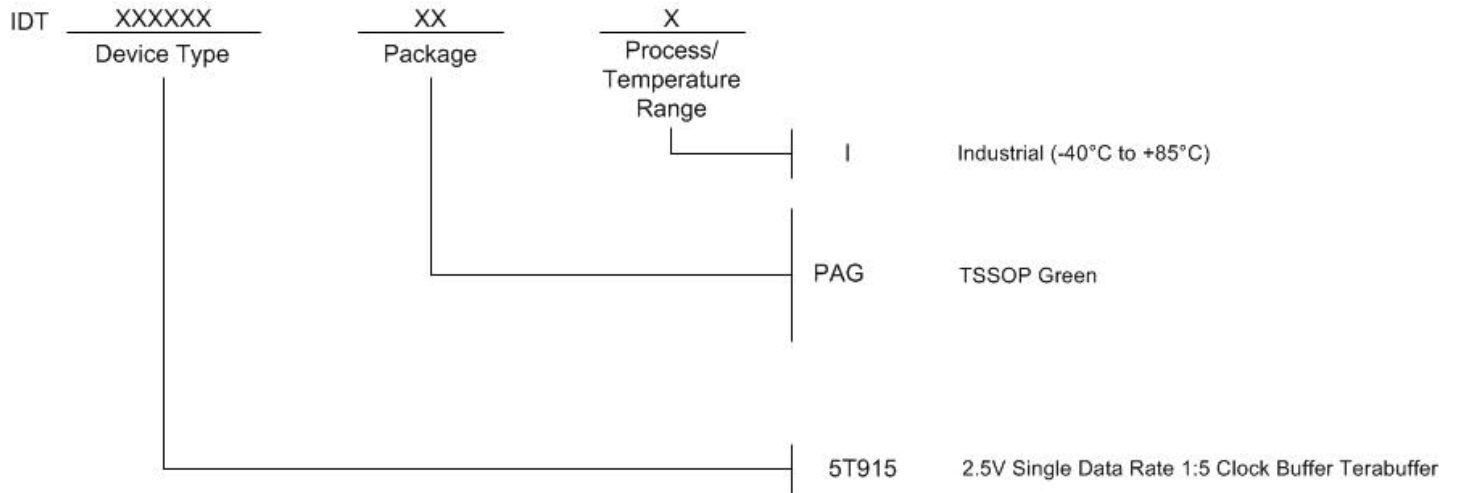 IDT XXXXXX XX X
Device Type Package Process/
Temperature
Range
I Industrial (-40°C to +85°C)
PAG TSSOP Green
5T915 2.5V Single Data Rate 1:5 Clock Buffer Terabuffer